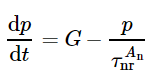 dp/dt = G − p/τ_nr^{A_n}